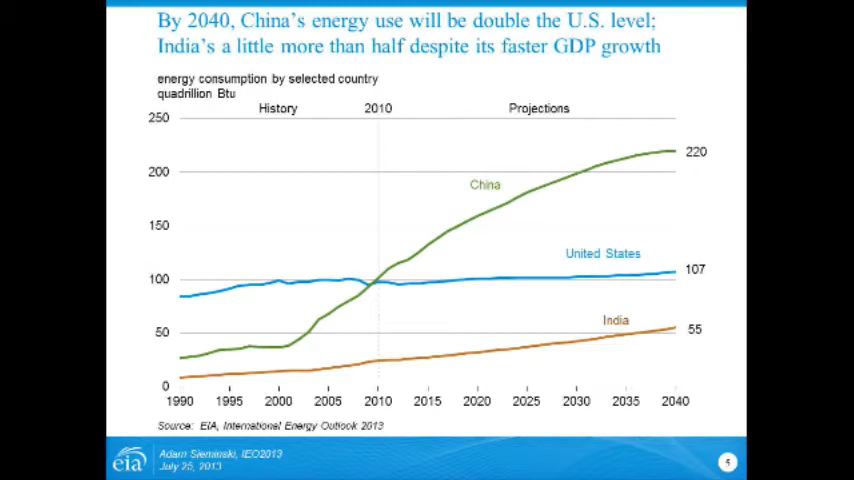 By 2040, China's energy use will be double the U.S. level;
India's a little more than half despite its faster GDP growth
energy consumption by selected country
quadrillion Btu
History 2010 Projections
250
220
200
China
150
United States
107
100
India
55
50
0
1990 1995 2000 2005 2010 2015 2020 2025 2030 2035 2040
Source: EIA, International Energy Outlook 2013
eia
Adam Sieminski, IEO2013
July 25, 2013
5